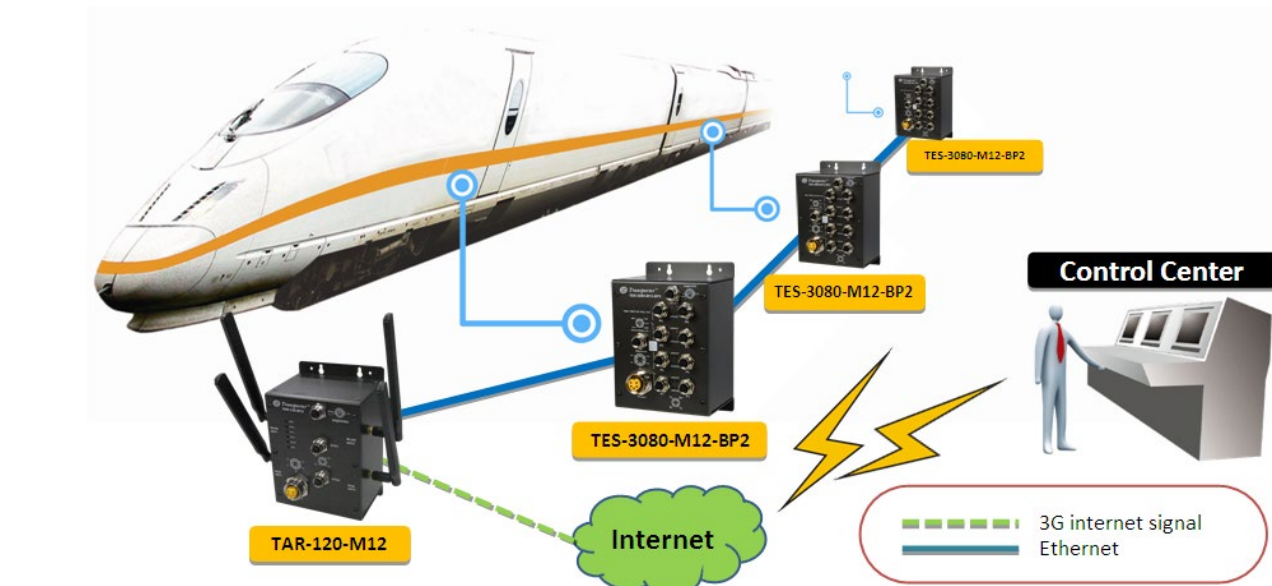 TES-3080-M12-BP2
TES-3080-M12-BP2
Control Center
TES-3080-M12-BP2
TAR-120-M12
Internet
3G internet signal
Ethernet